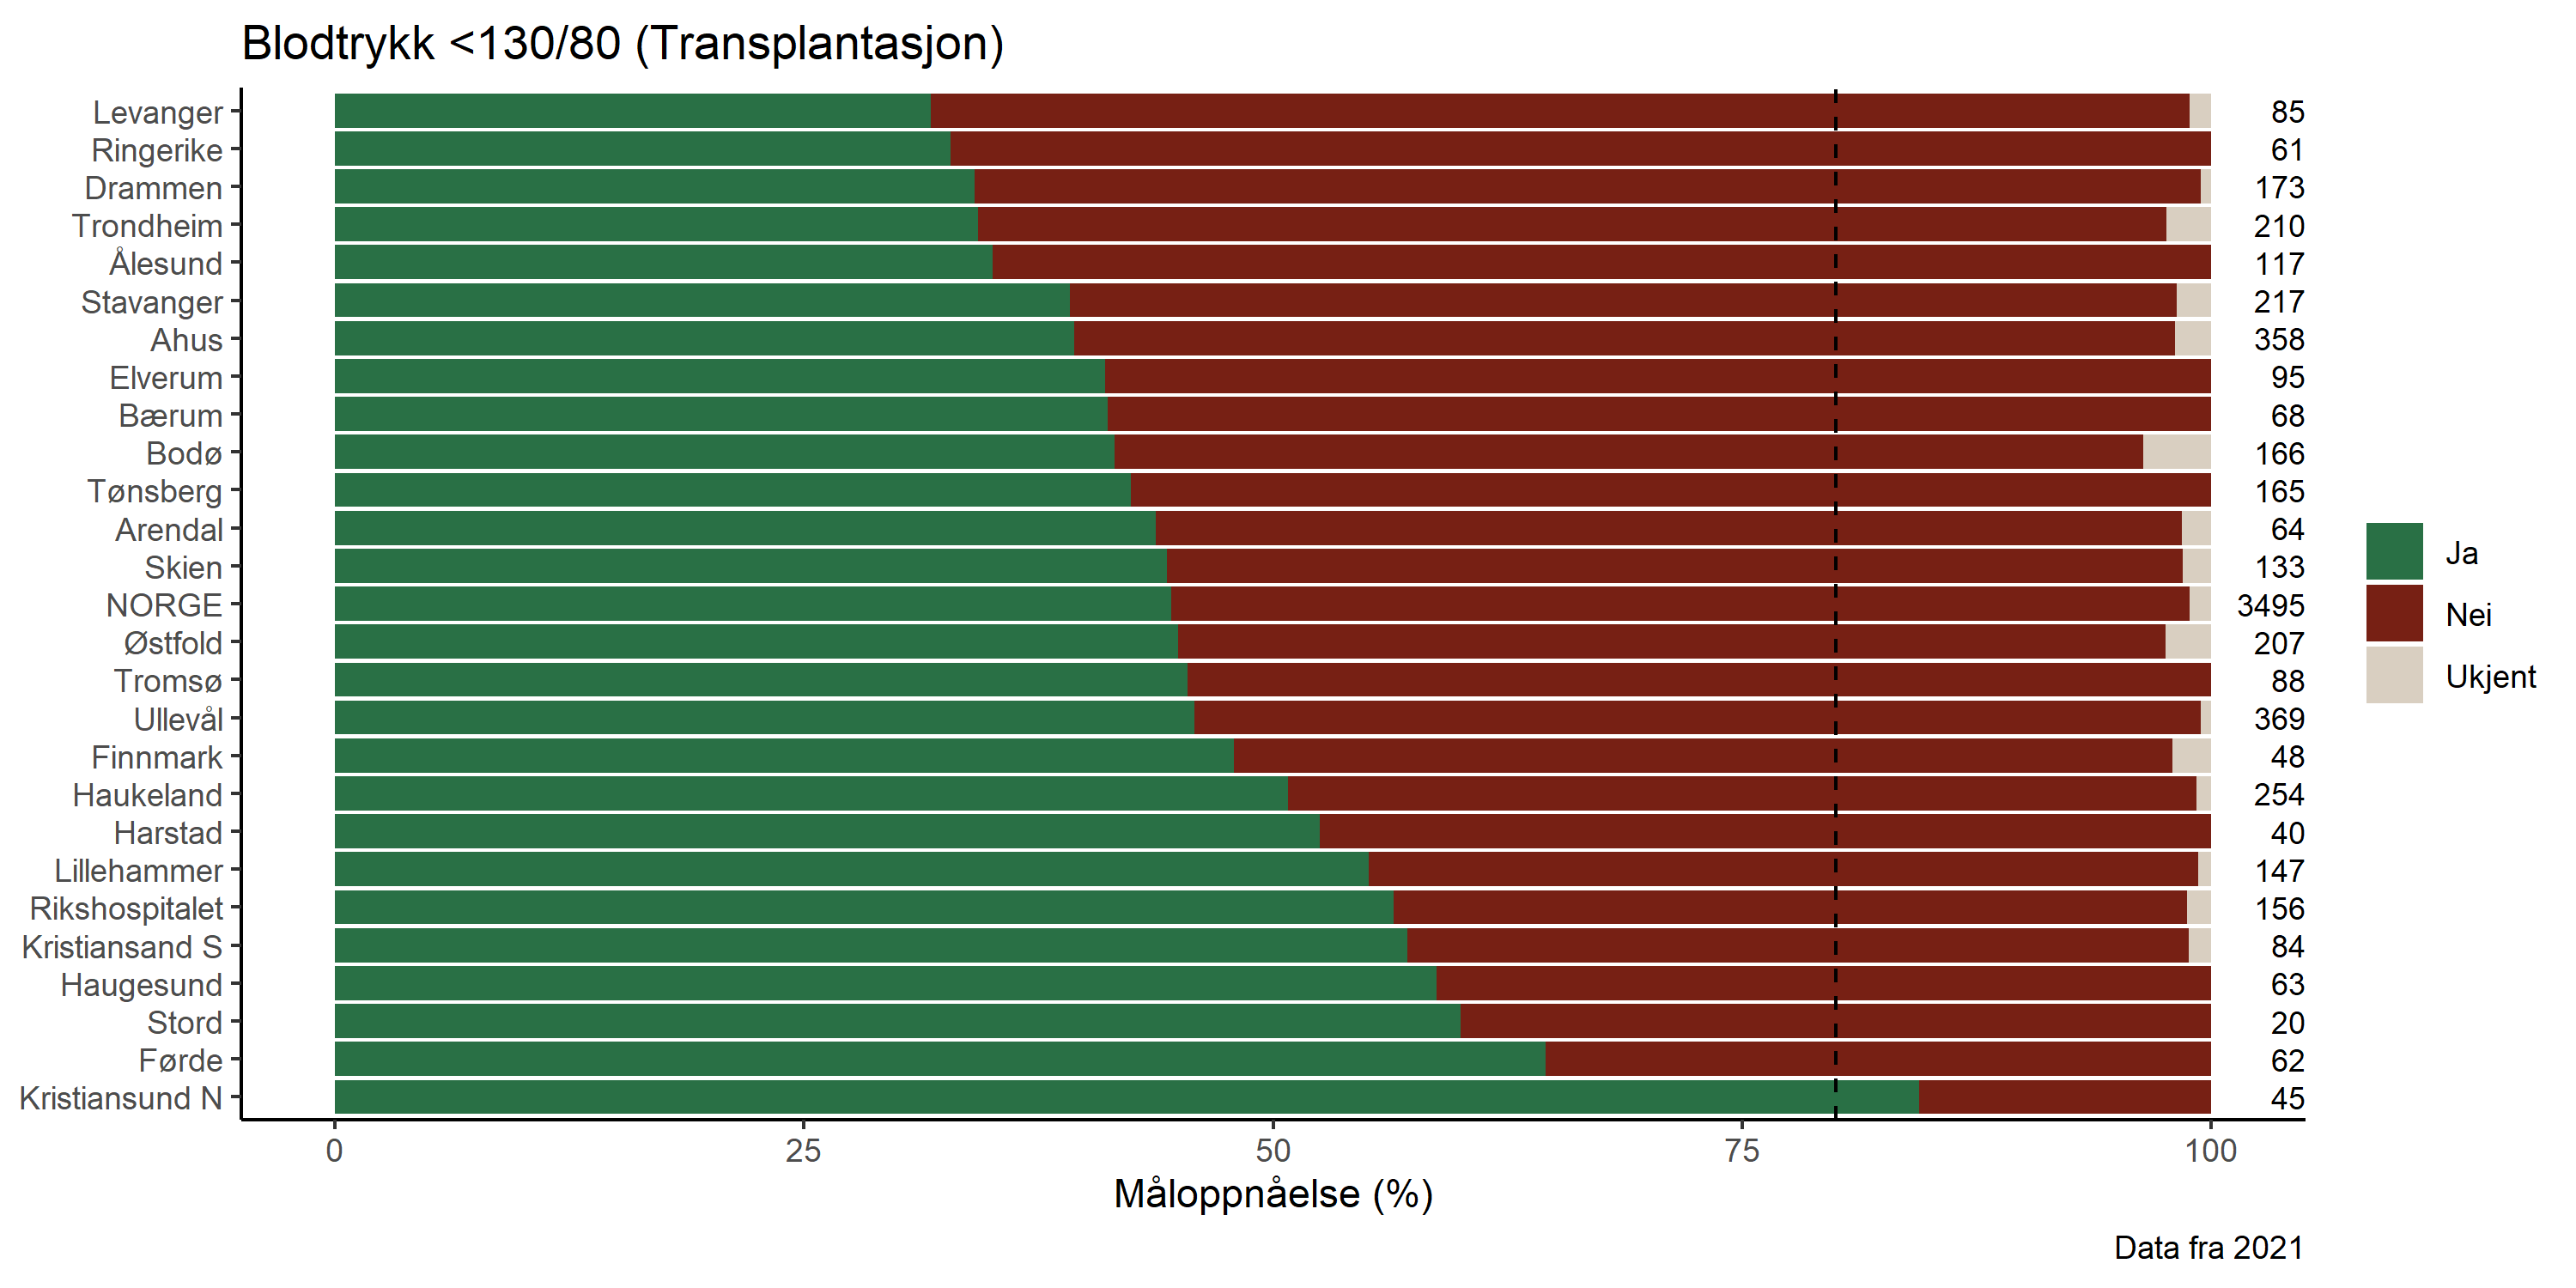 Blodtrykk <130/80 (Transplantasjon)
Levanger 85
Ringerike 61
Drammen 173
Trondheim 210
Ålesund 117
Stavanger 217
Ahus 358
Elverum 95
Bærum 68
Bodø 166
Tønsberg 165
Arendal 64
Skien 133
NORGE 3495
Østfold 207
Tromsø 88
Ullevål 369
Finnmark 48
Haukeland 254
Harstad 40
Lillehammer 147
Rikshospitalet 156
Kristiansand S 84
Haugesund 63
Stord 20
Førde 62
Kristiansund N 45
0 25 50 75 100
Måloppnåelse (%)
Ja
Nei
Ukjent
Data fra 2021